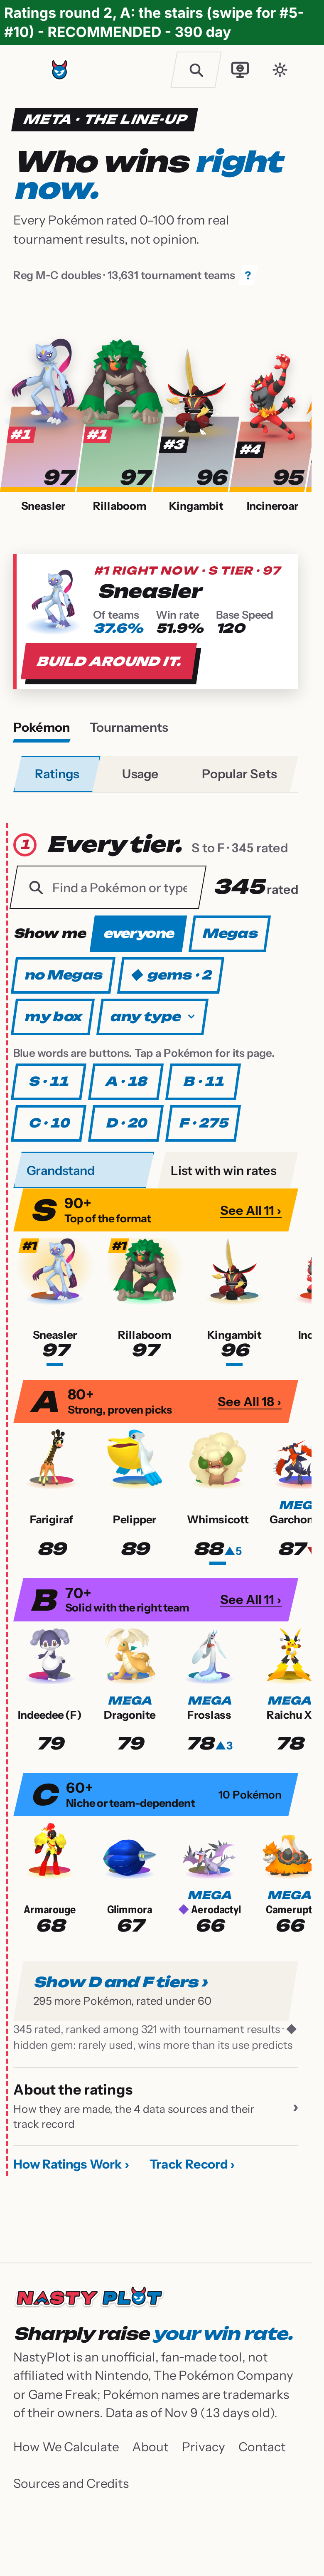 Ratings round 2, A: the stairs (swipe for #5-
#10) - RECOMMENDED - 390 day
META · THE LINE-UP
Who wins right
now.
Every Pokémon rated 0–100 from real
tournament results, not opinion.
Reg M-C doubles · 13,631 tournament teams ?
#1 97
#1 97
#3 96
#4 95
Sneasler Rillaboom Kingambit Incineroar
#1 RIGHT NOW · S TIER · 97
Sneasler
Of teams Win rate Base Speed
37.6% 51.9% 120
BUILD AROUND IT.
Pokémon Tournaments
Ratings Usage Popular Sets
1 Every tier. S to F · 345 rated
Find a Pokémon or type 345 rated
Show me everyone Megas
no Megas ◆ gems · 2
my box any type
Blue words are buttons. Tap a Pokémon for its page.
S · 11 A · 18 B · 11
C · 10 D · 20 F · 275
Grandstand List with win rates
S 90+ See All 11 ›
Top of the format
#1 #1
Sneasler Rillaboom Kingambit Inc
97 97 96
A 80+ See All 18 ›
Strong, proven picks
MEG
Farigiraf Pelipper Whimsicott Garchon
89 89 88 ▲5 87 ▼
B 70+ See All 11 ›
Solid with the right team
MEGA MEGA MEGA
Indeedee (F) Dragonite Froslass Raichu X
79 79 78 ▲3 78
C 60+ 10 Pokémon
Niche or team-dependent
MEGA MEGA
Armarouge Glimmora ◆ Aerodactyl Camerupt
68 67 66 66
Show D and F tiers ›
295 more Pokémon, rated under 60
345 rated, ranked among 321 with tournament results · ◆
hidden gem: rarely used, wins more than its use predicts
About the ratings
How they are made, the 4 data sources and their
track record ›
How Ratings Work › Track Record ›
NASTY PLOT
Sharply raise your win rate.
NastyPlot is an unofficial, fan-made tool, not
affiliated with Nintendo, The Pokémon Company
or Game Freak; Pokémon names are trademarks
of their owners. Data as of Nov 9 (13 days old).
How We Calculate About Privacy Contact
Sources and Credits